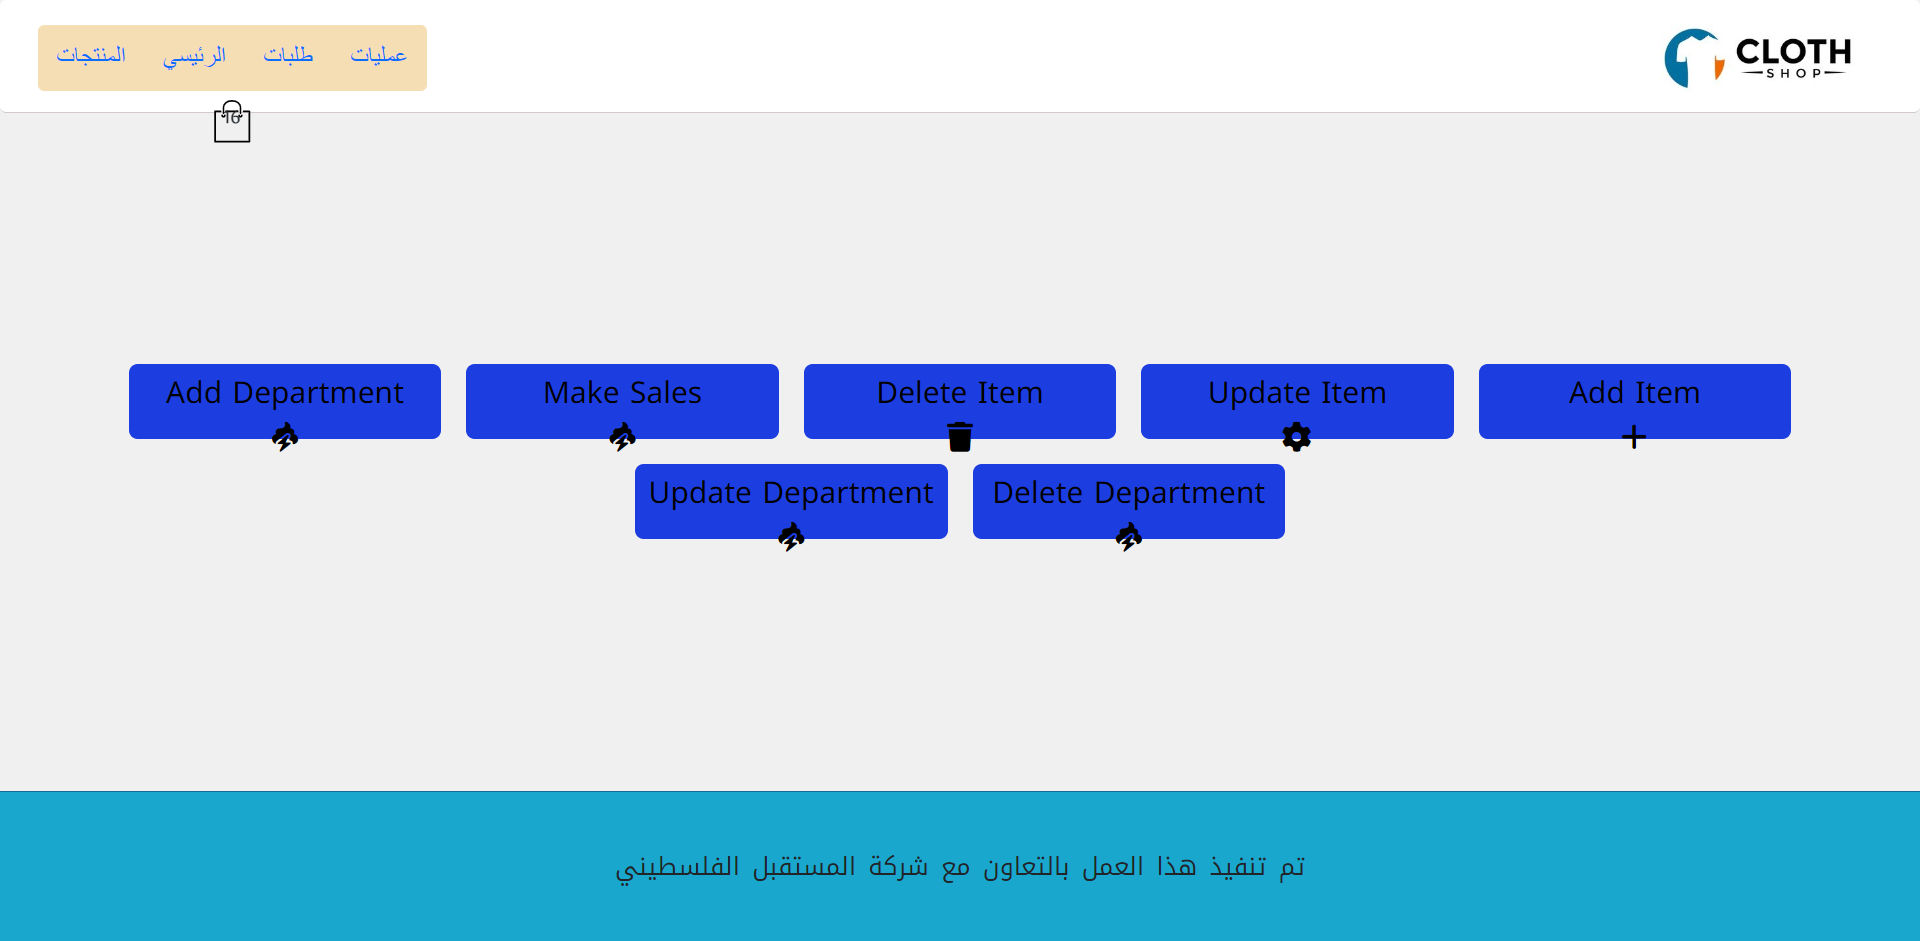 عمليات
طلبات
الرئيسي
المنتجات
CLOTH
SHOP
16
Add Item
Update Item
Delete Item
Make Sales
Add Department
Delete Department
Update Department
تم تنفيذ هذا العمل بالتعاون مع شركة المستقبل الفلسطيني